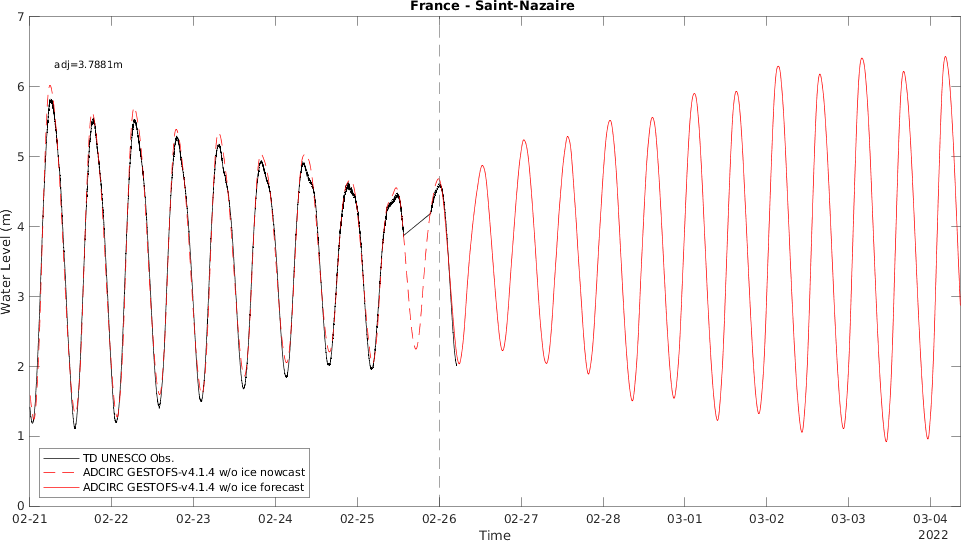 France - Saint-Nazaire
adj=3.7881m
Water Level (m)
7
6
5
4
3
2
1
0
TD UNESCO Obs.
ADCIRC GESTOFS-v4.1.4 w/o ice nowcast
ADCIRC GESTOFS-v4.1.4 w/o ice forecast
02-21 02-22 02-23 02-24 02-25 02-26 02-27 02-28 03-01 03-02 03-03 03-04
Time
2022